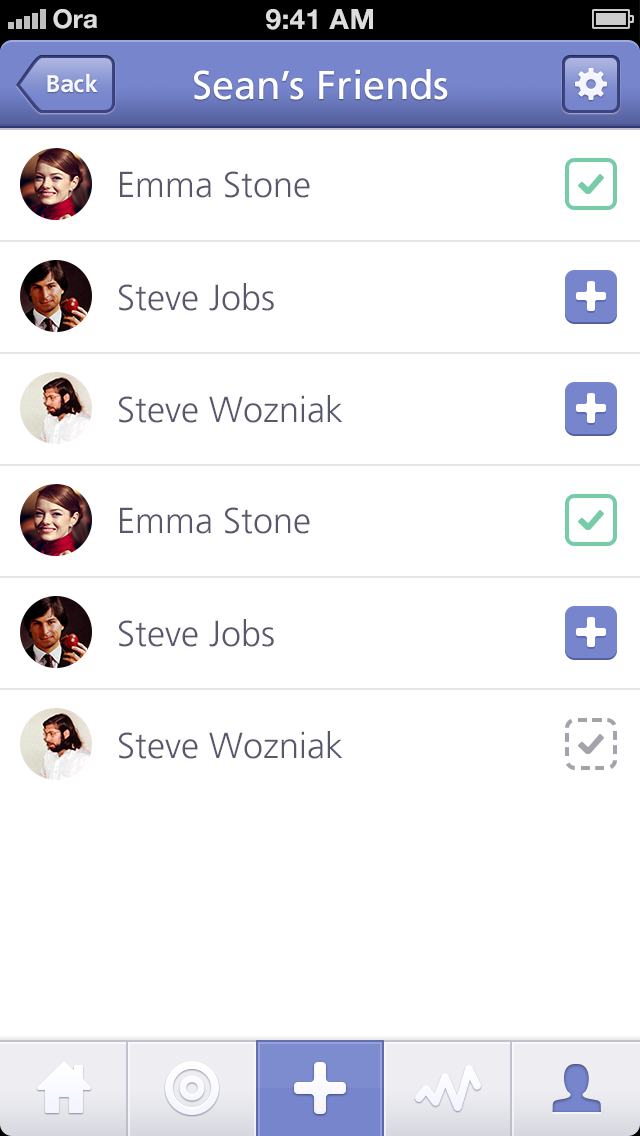 Ora 9:41 AM
Back Sean’s Friends
Emma Stone
Steve Jobs
Steve Wozniak
Emma Stone
Steve Jobs
Steve Wozniak